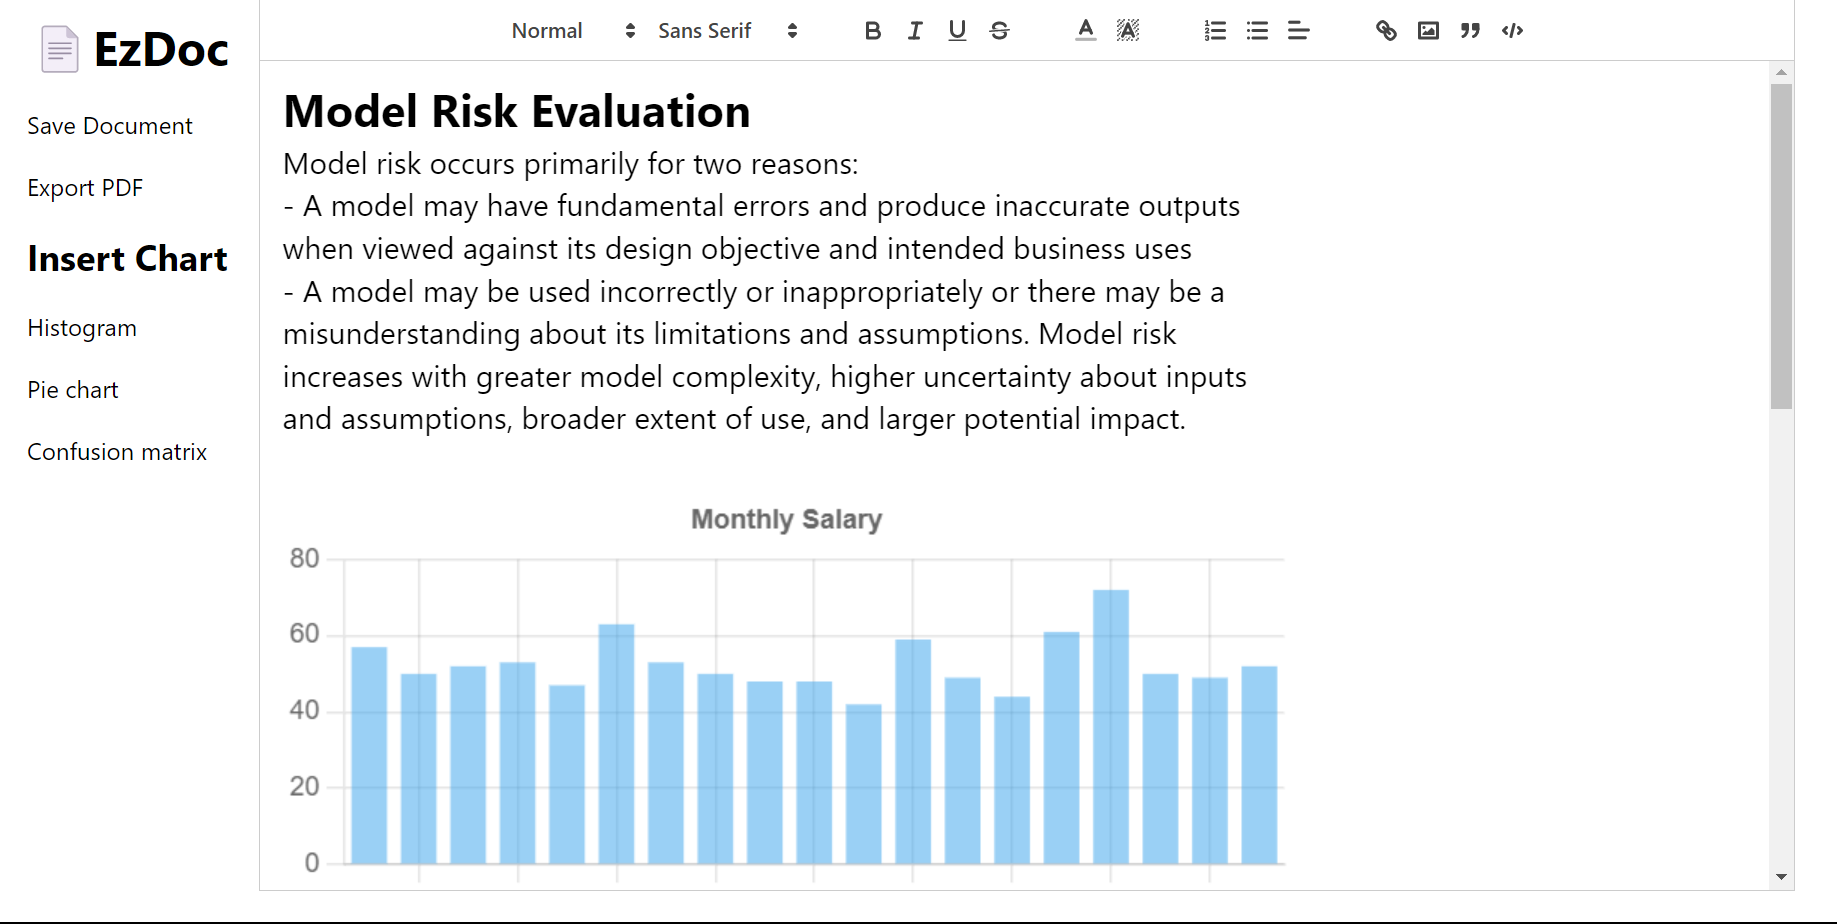 EzDoc
Save Document
Export PDF
Insert Chart
Histogram
Pie chart
Confusion matrix
Normal Sans Serif
Model Risk Evaluation
Model risk occurs primarily for two reasons:
- A model may have fundamental errors and produce inaccurate outputs
when viewed against its design objective and intended business uses
- A model may be used incorrectly or inappropriately or there may be a
misunderstanding about its limitations and assumptions. Model risk
increases with greater model complexity, higher uncertainty about inputs
and assumptions, broader extent of use, and larger potential impact.
Monthly Salary
80
60
40
20
0